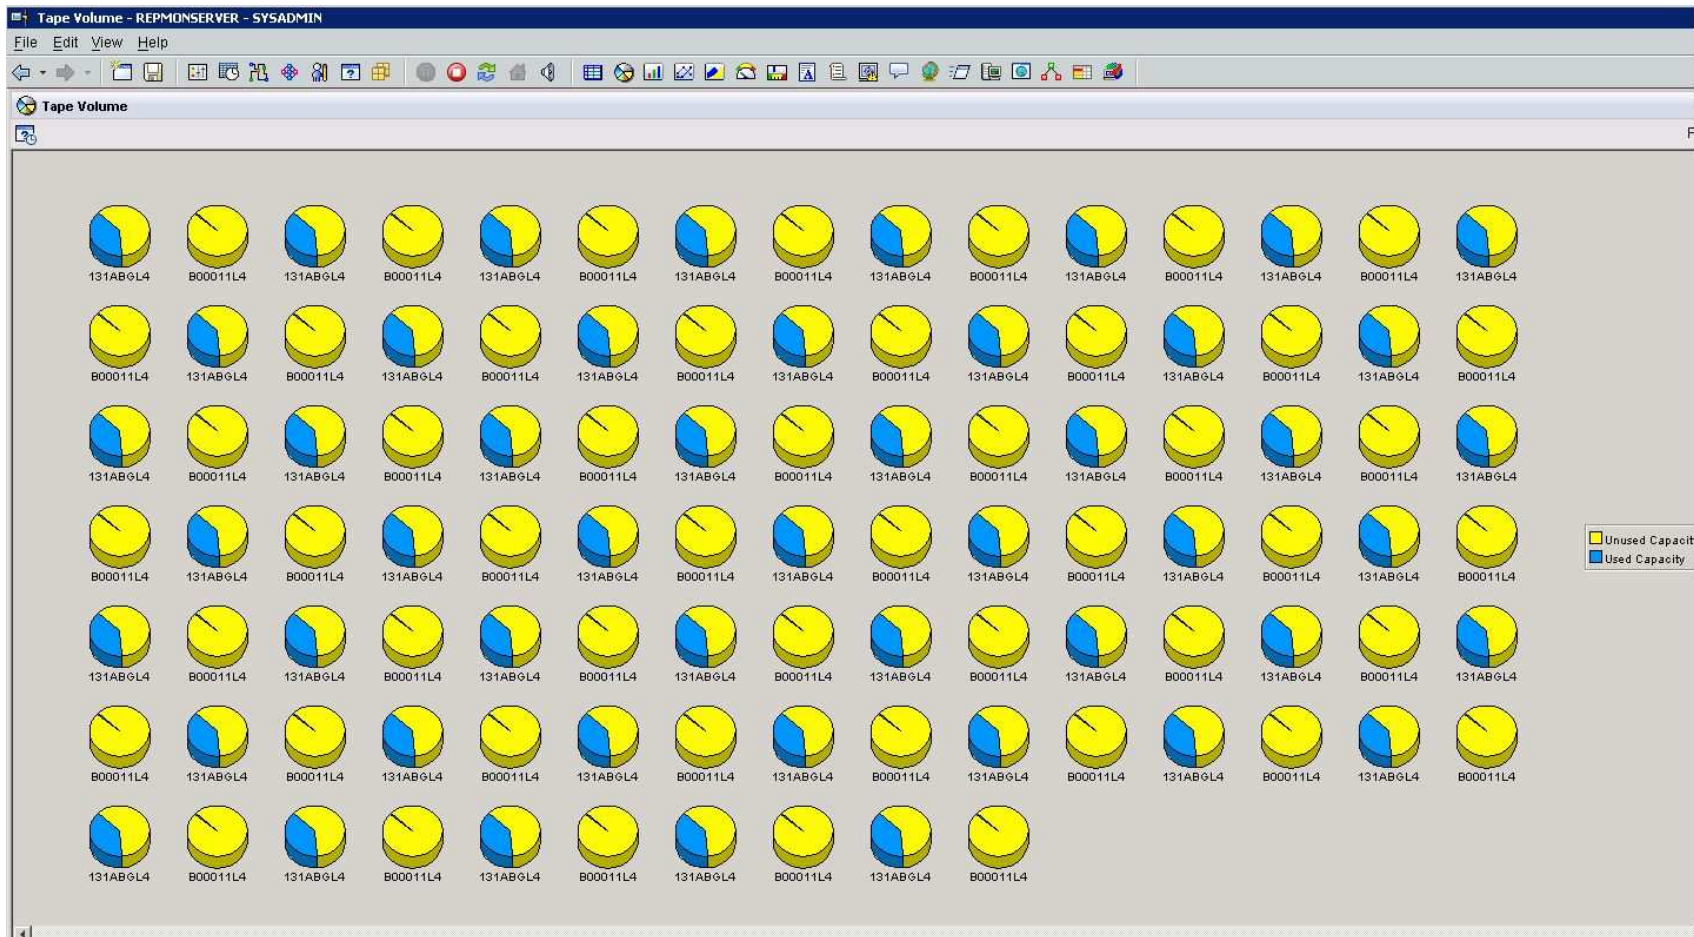 Tape Volume - REPMONSERVER - SYSADMIN
File Edit View Help
Tape Volume
F
131ABGL4 B00011L4 131ABGL4 B00011L4 131ABGL4 B00011L4 131ABGL4 B00011L4 131ABGL4 B00011L4 131ABGL4 B00011L4 131ABGL4 B00011L4 131ABGL4
B00011L4 131ABGL4 B00011L4 131ABGL4 B00011L4 131ABGL4 B00011L4 131ABGL4 B00011L4 131ABGL4 B00011L4 131ABGL4 B00011L4 131ABGL4 B00011L4
131ABGL4 B00011L4 131ABGL4 B00011L4 131ABGL4 B00011L4 131ABGL4 B00011L4 131ABGL4 B00011L4 131ABGL4 B00011L4 131ABGL4 B00011L4 131ABGL4
B00011L4 131ABGL4 B00011L4 131ABGL4 B00011L4 131ABGL4 B00011L4 131ABGL4 B00011L4 131ABGL4 B00011L4 131ABGL4 B00011L4 131ABGL4 B00011L4
Unused Capacit
Used Capacity
131ABGL4 B00011L4 131ABGL4 B00011L4 131ABGL4 B00011L4 131ABGL4 B00011L4 131ABGL4 B00011L4 131ABGL4 B00011L4 131ABGL4 B00011L4 131ABGL4
B00011L4 131ABGL4 B00011L4 131ABGL4 B00011L4 131ABGL4 B00011L4 131ABGL4 B00011L4 131ABGL4 B00011L4 131ABGL4 B00011L4 131ABGL4 B00011L4
131ABGL4 B00011L4 131ABGL4 B00011L4 131ABGL4 B00011L4 131ABGL4 B00011L4 131ABGL4 B00011L4